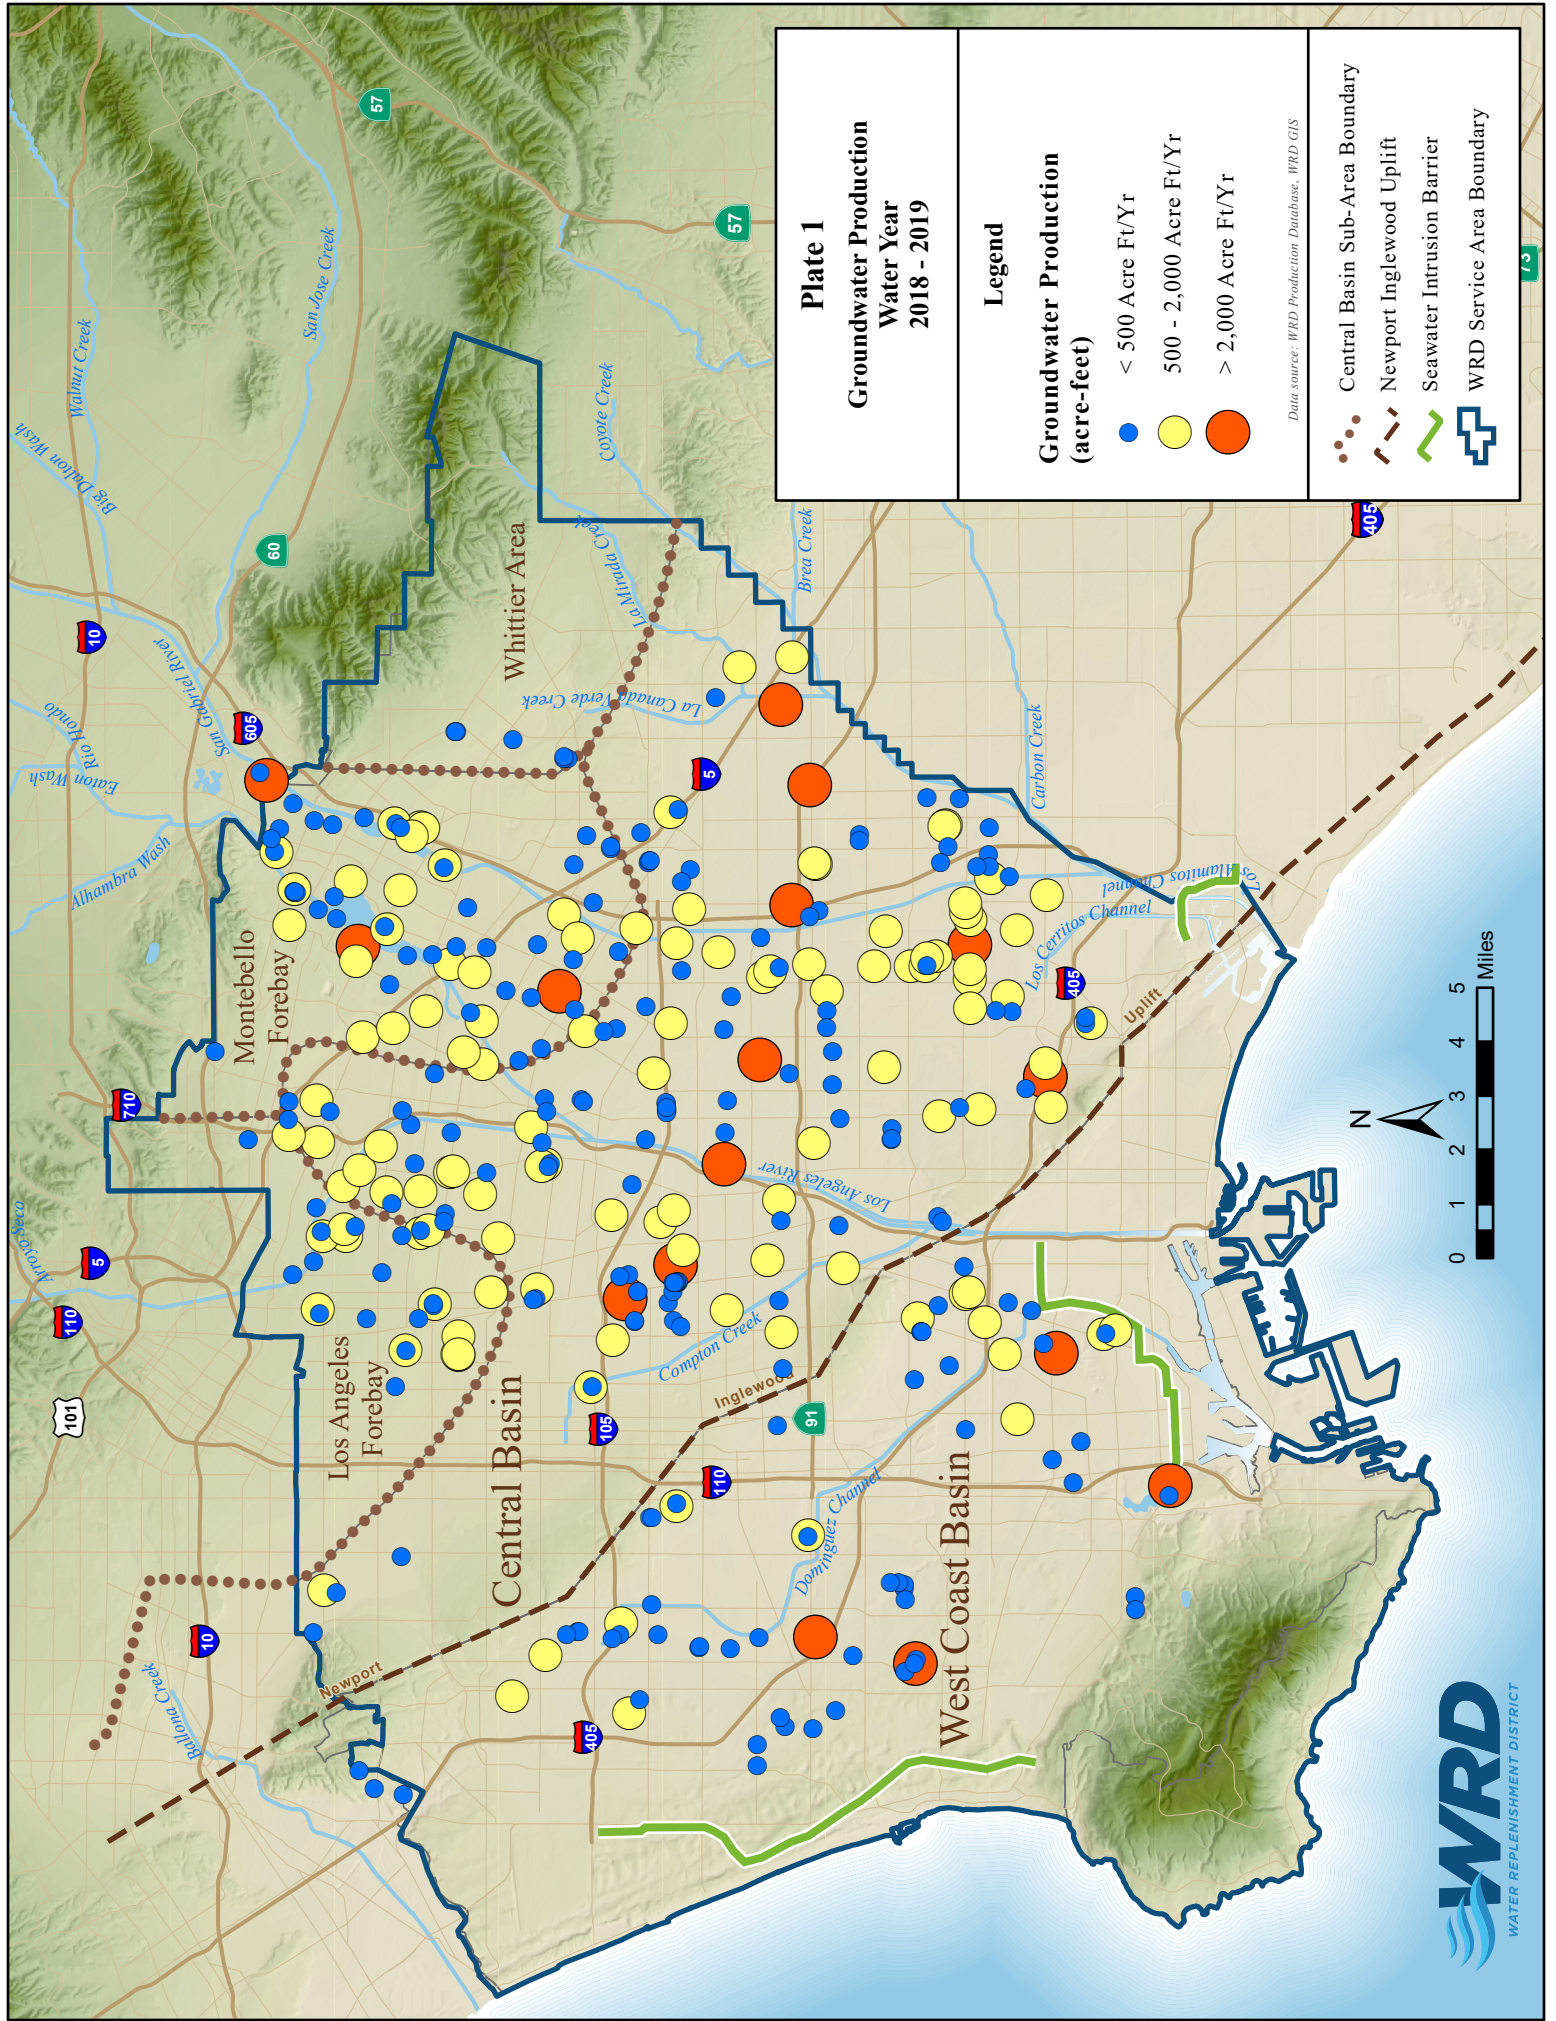 Plate 1
Groundwater Production
Water Year
2018 - 2019
Legend
Groundwater Production
(acre-feet)
< 500 Acre Ft/Yr
500 - 2,000 Acre Ft/Yr
> 2,000 Acre Ft/Yr
Data source: WRD Production Database, WRD GIS
Central Basin Sub-Area Boundary
Newport Inglewood Uplift
Seawater Intrusion Barrier
WRD Service Area Boundary
Arroyo Seco
Alhambra Wash
Eaton Wash
Rio Hondo
San Gabriel River
Big Dalton Wash
Walnut Creek
San Jose Creek
Ballona Creek
Montebello
Forebay
Los Angeles
Forebay
Whittier Area
Central Basin
West Coast Basin
La Mirada Creek
La Canada Verde Creek
Coyote Creek
Brea Creek
Carbon Creek
Los Alamitos Channel
Los Cerritos Channel
Los Angeles River
Compton Creek
Dominguez Channel
Newport
Inglewood
Uplift
101
110
5
710
10
605
60
57
57
10
105
110
405
91
5
405
405
73
N
0
1
2
3
4
5
Miles
WRD
WATER REPLENISHMENT DISTRICT